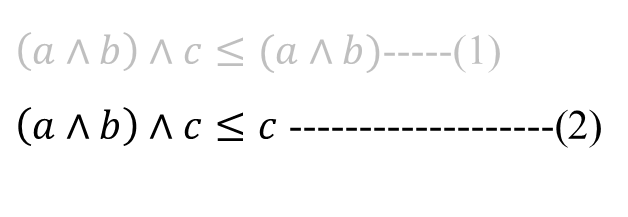 (a ∧ b) ∧ c ≤ (a ∧ b)-----(1)
(a ∧ b) ∧ c ≤ c --------------------(2)